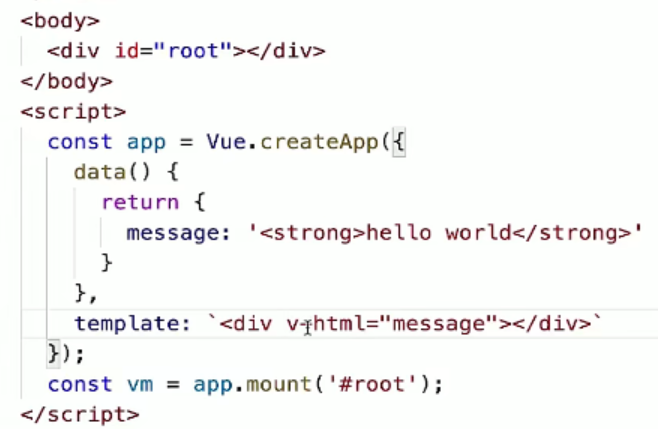 <body>
<div id="root"></div>
</body>
<script>
const app = Vue.createApp({
data() {
return {
message: '<strong>hello world</strong>'
}
},
template: `<div v-html="message"></div>`
});
const vm = app.mount('#root');
</script>